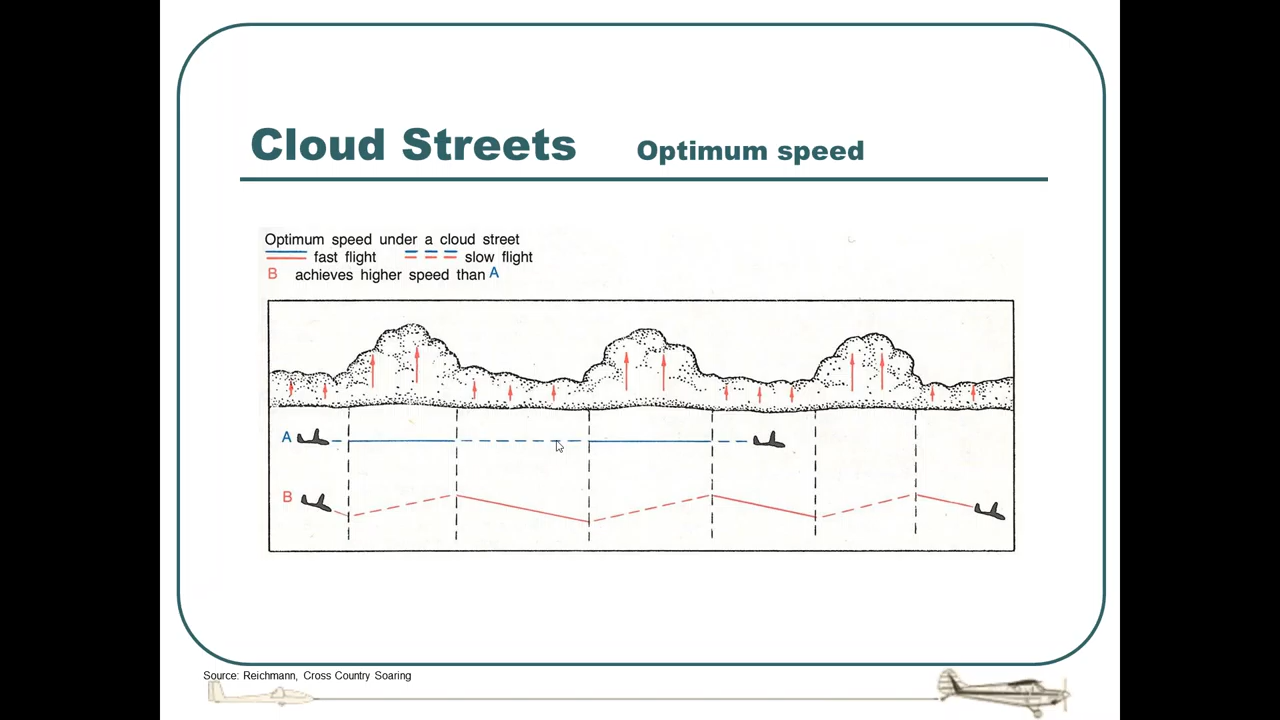 Cloud Streets Optimum speed
Optimum speed under a cloud street
fast flight slow flight
B achieves higher speed than A
A
B
Source: Reichmann, Cross Country Soaring